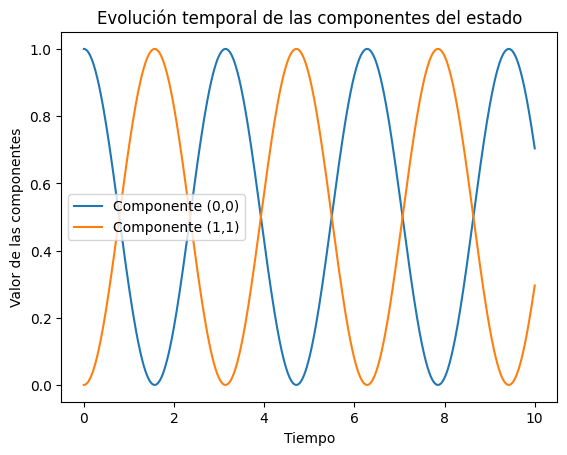 Evolución temporal de las componentes del estado
Valor de las componentes
1.0
0.8
0.6
0.4
0.2
0.0
Componente (0,0)
Componente (1,1)
0
2
4
6
8
10
Tiempo